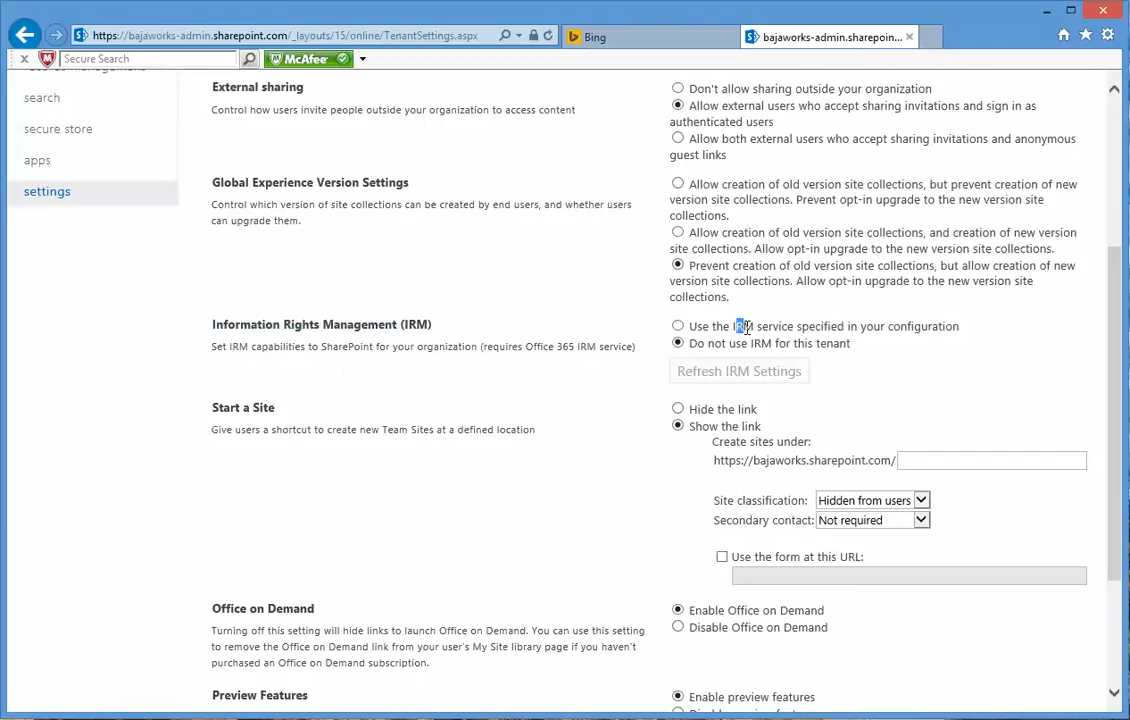 https://bajaworks-admin.sharepoint.com/_layouts/15/online/TenantSettings.aspx
Bing
bajaworks-admin.sharepoin...
Secure Search
McAfee
records management
search
secure store
apps
settings
External sharing
Control how users invite people outside your organization to access content
Don't allow sharing outside your organization
Allow external users who accept sharing invitations and sign in as
authenticated users
Allow both external users who accept sharing invitations and anonymous
guest links
Global Experience Version Settings
Control which version of site collections can be created by end users, and whether users
can upgrade them.
Allow creation of old version site collections, but prevent creation of new
version site collections. Prevent opt-in upgrade to the new version site
collections.
Allow creation of old version site collections, and creation of new version
site collections. Allow opt-in upgrade to the new version site collections.
Prevent creation of old version site collections, but allow creation of new
version site collections. Allow opt-in upgrade to the new version site
collections.
Information Rights Management (IRM)
Set IRM capabilities to SharePoint for your organization (requires Office 365 IRM service)
Use the IRM service specified in your configuration
Do not use IRM for this tenant
Refresh IRM Settings
Start a Site
Give users a shortcut to create new Team Sites at a defined location
Hide the link
Show the link
Create sites under:
https://bajaworks.sharepoint.com/
Site classification: Hidden from users
Secondary contact: Not required
Use the form at this URL:
Office on Demand
Turning off this setting will hide links to launch Office on Demand. You can use this setting
to remove the Office on Demand link from your user's My Site library page if you haven't
purchased an Office on Demand subscription.
Enable Office on Demand
Disable Office on Demand
Preview Features
Enable preview features